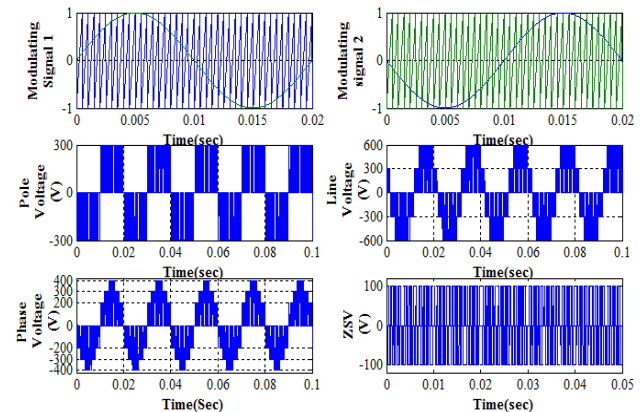 Modulating
Signal 1
1
0
-1
0
0.005
0.01
0.015
0.02
Time(sec)
Modulating
signal 2
1
0
-1
0
0.005
0.01
0.015
0.02
Time(sec)
Pole
Voltage
(V)
300
0
-300
0
0.02
0.04
0.06
0.08
0.1
Time(sec)
Line
Voltage
(V)
600
300
0
-300
-600
0
0.02
0.04
0.06
0.08
0.1
Time(sec)
Phase
Voltage
(V)
400
300
200
0
-200
-300
-400
0
0.02
0.04
0.06
0.08
0.1
Time(Sec)
ZSV
(V)
100
0
-100
0
0.01
0.02
0.03
0.04
0.05
Time(Sec)